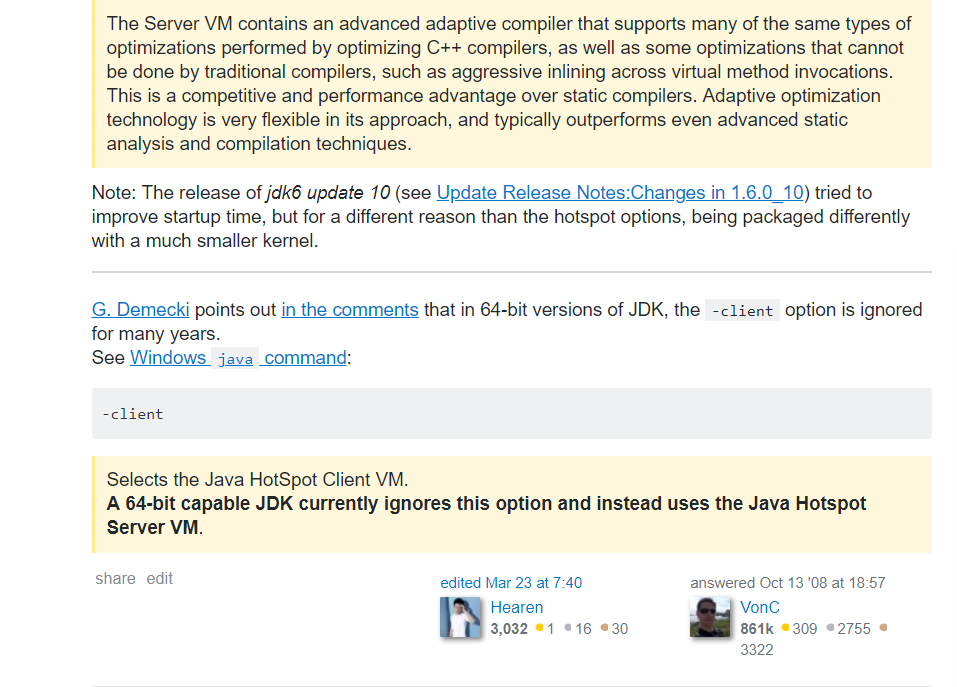 The Server VM contains an advanced adaptive compiler that supports many of the same types of
optimizations performed by optimizing C++ compilers, as well as some optimizations that cannot
be done by traditional compilers, such as aggressive inlining across virtual method invocations.
This is a competitive and performance advantage over static compilers. Adaptive optimization
technology is very flexible in its approach, and typically outperforms even advanced static
analysis and compilation techniques.
Note: The release of jdk6 update 10 (see Update Release Notes:Changes in 1.6.0_10) tried to
improve startup time, but for a different reason than the hotspot options, being packaged differently
with a much smaller kernel.
G. Demecki points out in the comments that in 64-bit versions of JDK, the -client option is ignored
for many years.
See Windows java command:
-client
Selects the Java HotSpot Client VM.
A 64-bit capable JDK currently ignores this option and instead uses the Java Hotspot
Server VM.
share edit
edited Mar 23 at 7:40
Hearen
3,032 1 16 30
answered Oct 13 '08 at 18:57
VonC
861k 309 2755
3322